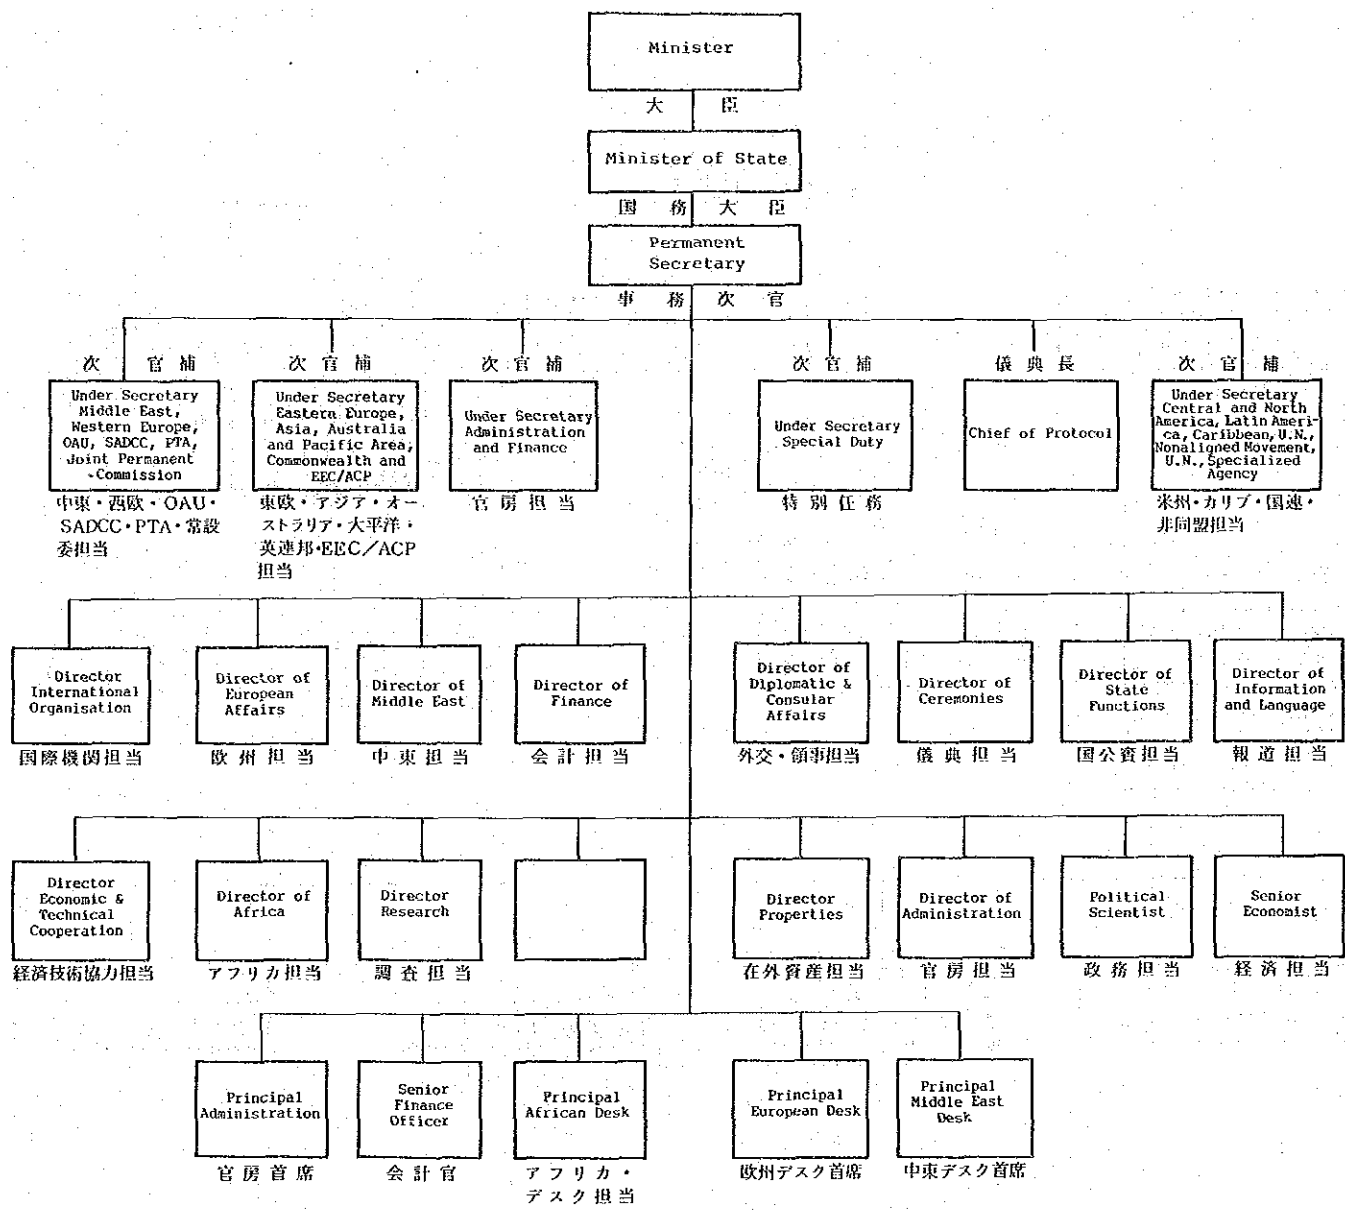 Minister
大臣
Minister of State
国務大臣
Permanent
Secretary
事務次官
次官補
次官補
次官補
次官補
儀典長
次官補
Under Secretary
Middle East,
Western Europe,
OAU, SADCC, PTA,
Joint Permanent
Commission
Under Secretary
Eastern Europe,
Asia, Australia
and Pacific Area,
Commonwealth and
EEC/ACP
Under Secretary
Administration
and Finance
Under Secretary
Special Duty
Chief of Protocol
Under Secretary
Central and North
America, Latin Ameri-
ca, Caribbean, U.N.,
Nonaligned Movement,
U.N., Specialized
Agency
中東・西欧・OAU・
SADCC・PTA・常設
委担当
東欧・アジア・オー
ストラリア・大平洋・
英連邦・EEC/ACP
担当
官房担当
特別任務
米州・カリブ・国連・
非同盟担当
Director
International
Organisation
Director of
European
Affairs
Director of
Middle East
Director of
Finance
Director of
Diplomatic &
Consular
Affairs
Director of
Ceremonies
Director of
State
Functions
Director of
Information
and Language
国際機関担当
欧州担当
中東担当
会計担当
外交・領事担当
儀典担当
国公賓担当
報道担当
Director
Economic &
Technical
Cooperation
Director of
Africa
Director
Research
Director
Properties
Director of
Administration
Political
Scientist
Senior
Economist
経済技術協力担当
アフリカ担当
調査担当
在外資産担当
官房担当
政務担当
経済担当
Principal
Administration
Senior
Finance
Officer
Principal
African Desk
Principal
European Desk
Principal
Middle East
Desk
官房首席
会計官
アフリカ・
デスク担当
欧州デスク首席
中東デスク首席